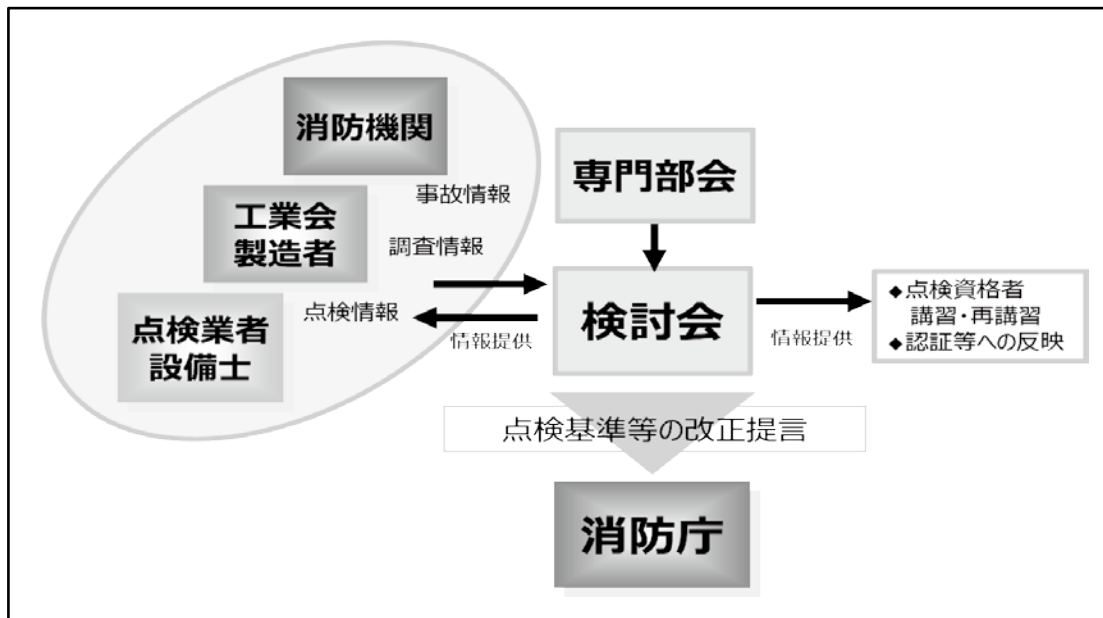 消防機関
事故情報
工業会
製造者
調査情報
点検業者
設備士
点検情報
情報提供
専門部会
検討会
情報提供
◆点検資格者
講習・再講習
◆認証等への反映
点検基準等の改正提言
消防庁